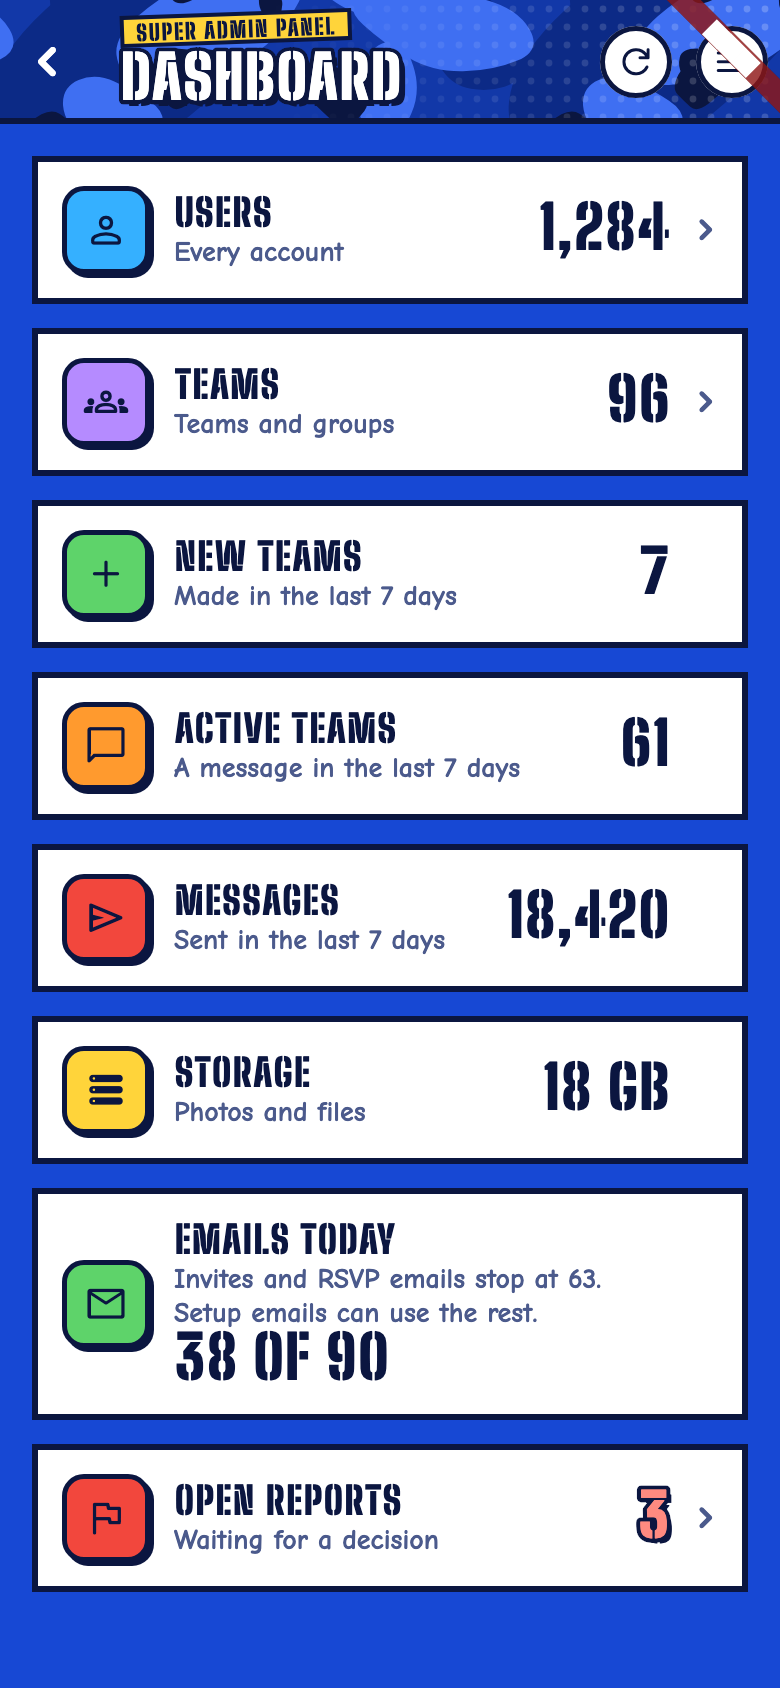 SUPER ADMIN PANEL
DASHBOARD
USERS
Every account
1,284
TEAMS
Teams and groups
96
NEW TEAMS
Made in the last 7 days
7
ACTIVE TEAMS
A message in the last 7 days
61
MESSAGES
Sent in the last 7 days
18,420
STORAGE
Photos and files
18 GB
EMAILS TODAY
Invites and RSVP emails stop at 63.
Setup emails can use the rest.
38 OF 90
OPEN REPORTS
Waiting for a decision
3